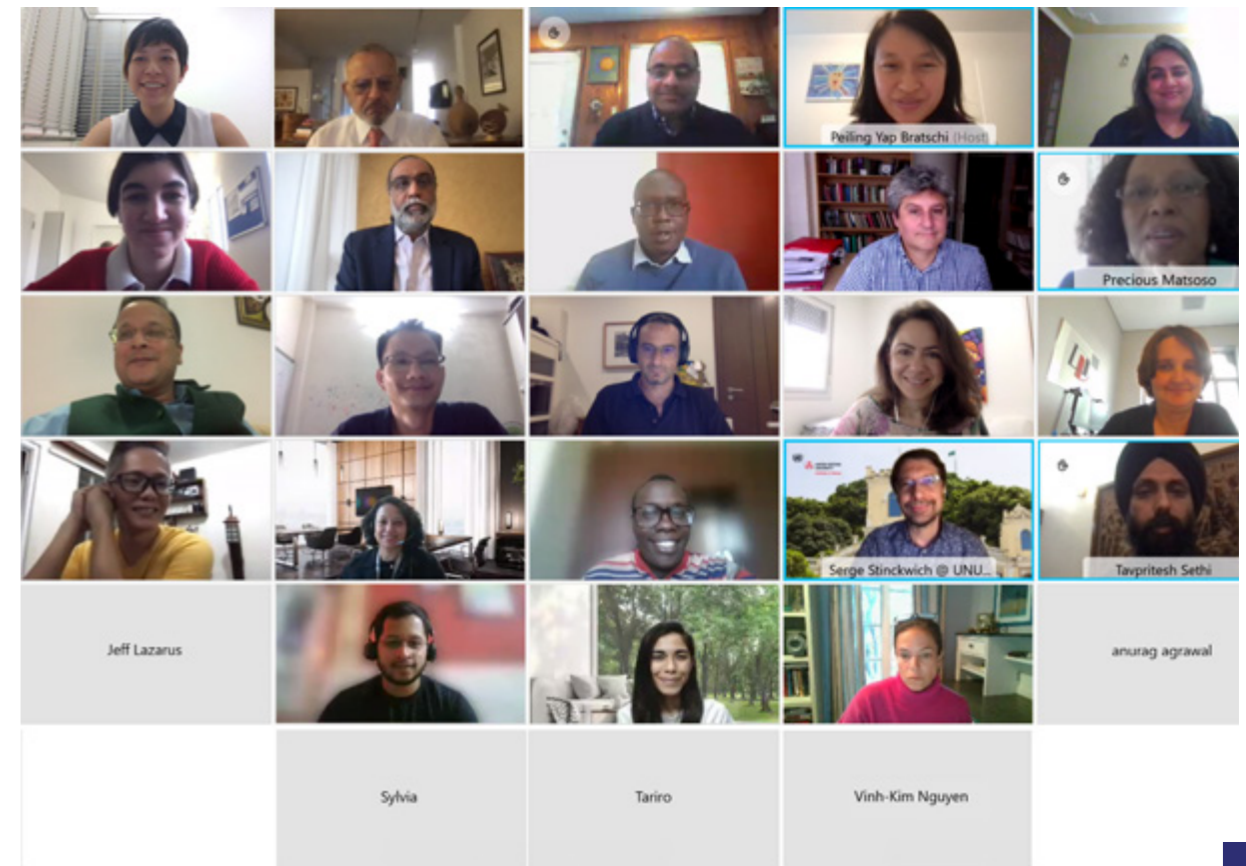 Peiling Yap Bratschi (Host)
Precious Matsoso
Serge Stinckwich @ UNU...
Tavpritesh Sethi
Jeff Lazarus
anurag agrawal
Sylvia
Tariro
Vinh-Kim Nguyen